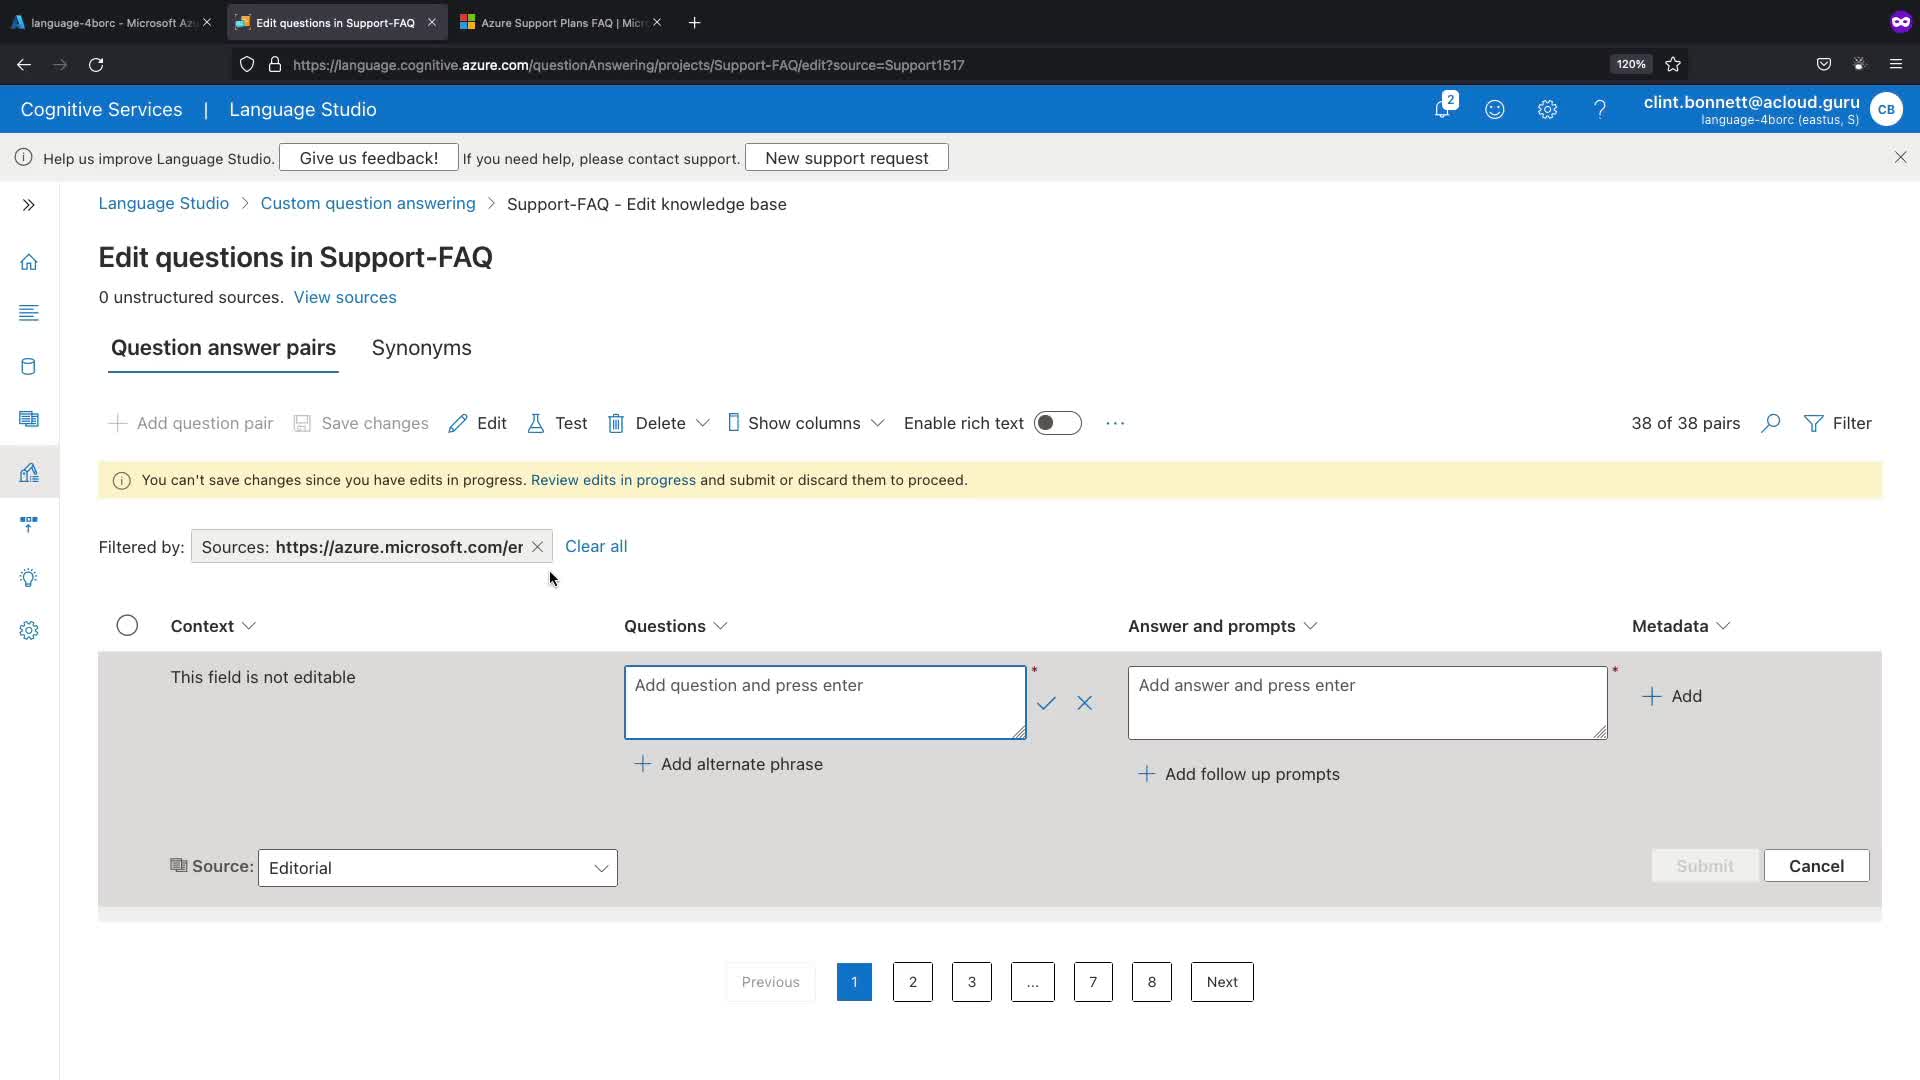 language-4borc - Microsoft Azu
Edit questions in Support-FAQ
Azure Support Plans FAQ | Micr
https://language.cognitive.azure.com/questionAnswering/projects/Support-FAQ/edit?source=Support1517
120%
Cognitive Services | Language Studio
2
clint.bonnett@acloud.guru
language-4borc (eastus, S)
CB
Help us improve Language Studio. Give us feedback! If you need help, please contact support. New support request
Language Studio > Custom question answering > Support-FAQ - Edit knowledge base
Edit questions in Support-FAQ
0 unstructured sources. View sources
Question answer pairs Synonyms
Add question pair Save changes Edit Test Delete Show columns Enable rich text ... 38 of 38 pairs Filter
You can't save changes since you have edits in progress. Review edits in progress and submit or discard them to proceed.
Filtered by: Sources: https://azure.microsoft.com/er Clear all
Context Questions Answer and prompts Metadata
This field is not editable
Add question and press enter *
Add answer and press enter *
+ Add
+ Add alternate phrase
+ Add follow up prompts
Source: Editorial
Submit Cancel
Previous 1 2 3 ... 7 8 Next